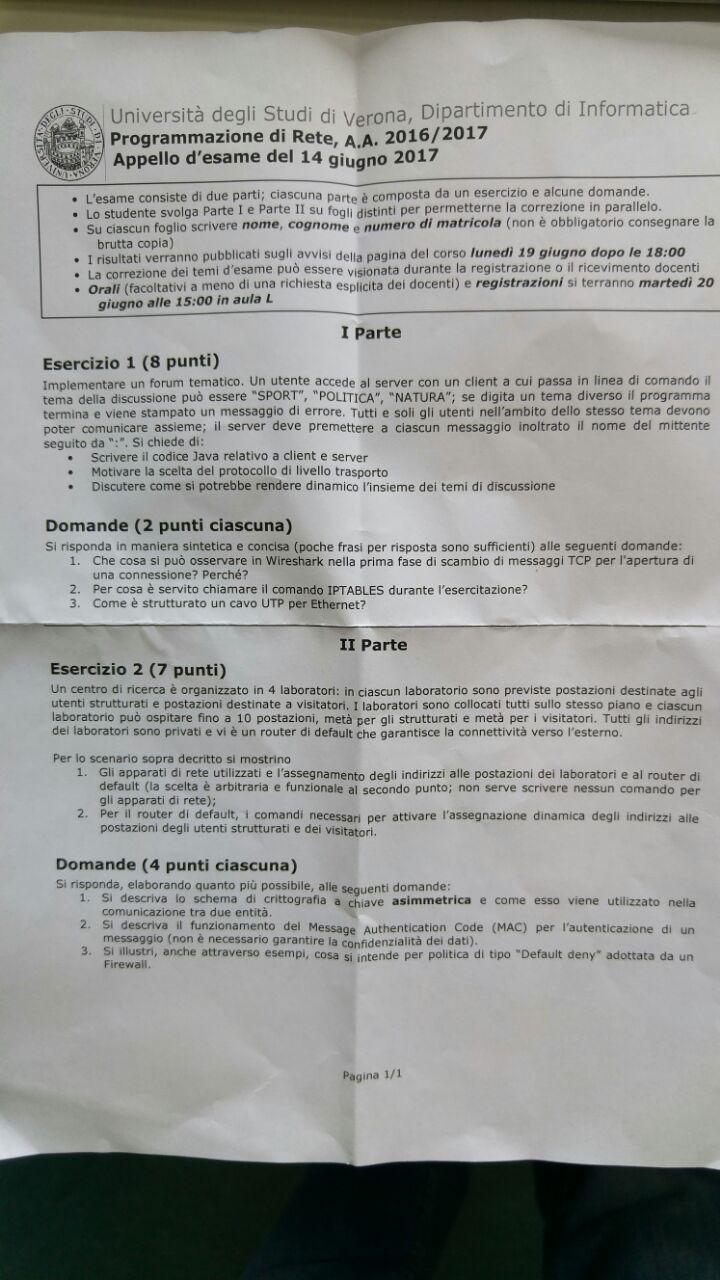 Università degli Studi di Verona, Dipartimento di Informatica
Programmazione di Rete, A.A. 2016/2017
Appello d'esame del 14 giugno 2017
• L'esame consiste di due parti; ciascuna parte è composta da un esercizio e alcune domande.
• Lo studente svolga Parte I e Parte II su fogli distinti per permetterne la correzione in parallelo.
• Su ciascun foglio scrivere nome, cognome e numero di matricola (non è obbligatorio consegnare la
brutta copia)
• I risultati verranno pubblicati sugli avvisi della pagina del corso lunedì 19 giugno dopo le 18:00
• La correzione dei temi d'esame può essere visionata durante la registrazione o il ricevimento docenti
• Orali (facoltativi a meno di una richiesta esplicita dei docenti) e registrazioni si terranno martedì 20
giugno alle 15:00 in aula L
I Parte
Esercizio 1 (8 punti)
Implementare un forum tematico. Un utente accede al server con un client a cui passa in linea di comando il
tema della discussione può essere "SPORT", "POLITICA", "NATURA"; se digita un tema diverso il programma
termina e viene stampato un messaggio di errore. Tutti e soli gli utenti nell'ambito dello stesso tema devono
poter comunicare assieme; il server deve premettere a ciascun messaggio inoltrato il nome del mittente
seguito da ":". Si chiede di:
• Scrivere il codice Java relativo a client e server
• Motivare la scelta del protocollo di livello trasporto
• Discutere come si potrebbe rendere dinamico l'insieme dei temi di discussione
Domande (2 punti ciascuna)
Si risponda in maniera sintetica e concisa (poche frasi per risposta sono sufficienti) alle seguenti domande:
1. Che cosa si può osservare in Wireshark nella prima fase di scambio di messaggi TCP per l'apertura di
una connessione? Perché?
2. Per cosa è servito chiamare il comando IPTABLES durante l'esercitazione?
3. Come è strutturato un cavo UTP per Ethernet?
II Parte
Esercizio 2 (7 punti)
Un centro di ricerca è organizzato in 4 laboratori: in ciascun laboratorio sono previste postazioni destinate agli
utenti strutturati e postazioni destinate a visitatori. I laboratori sono collocati tutti sullo stesso piano e ciascun
laboratorio può ospitare fino a 10 postazioni, metà per gli strutturati e metà per i visitatori. Tutti gli indirizzi
dei laboratori sono privati e vi è un router di default che garantisce la connettività verso l'esterno.
Per lo scenario sopra decritto si mostrino
1. Gli apparati di rete utilizzati e l'assegnamento degli indirizzi alle postazioni dei laboratori e al router di
default (la scelta è arbitraria e funzionale al secondo punto; non serve scrivere nessun comando per
gli apparati di rete);
2. Per il router di default, i comandi necessari per attivare l'assegnazione dinamica degli indirizzi alle
postazioni degli utenti strutturati e dei visitatori.
Domande (4 punti ciascuna)
Si risponda, elaborando quanto più possibile, alle seguenti domande:
1. Si descriva lo schema di crittografia a chiave asimmetrica e come esso viene utilizzato nella
comunicazione tra due entità.
2. Si descriva il funzionamento del Message Authentication Code (MAC) per l'autenticazione di un
messaggio (non è necessario garantire la confidenzialità dei dati).
3. Si illustri, anche attraverso esempi, cosa si intende per politica di tipo "Default deny" adottata da un
Firewall.
Pagina 1/1